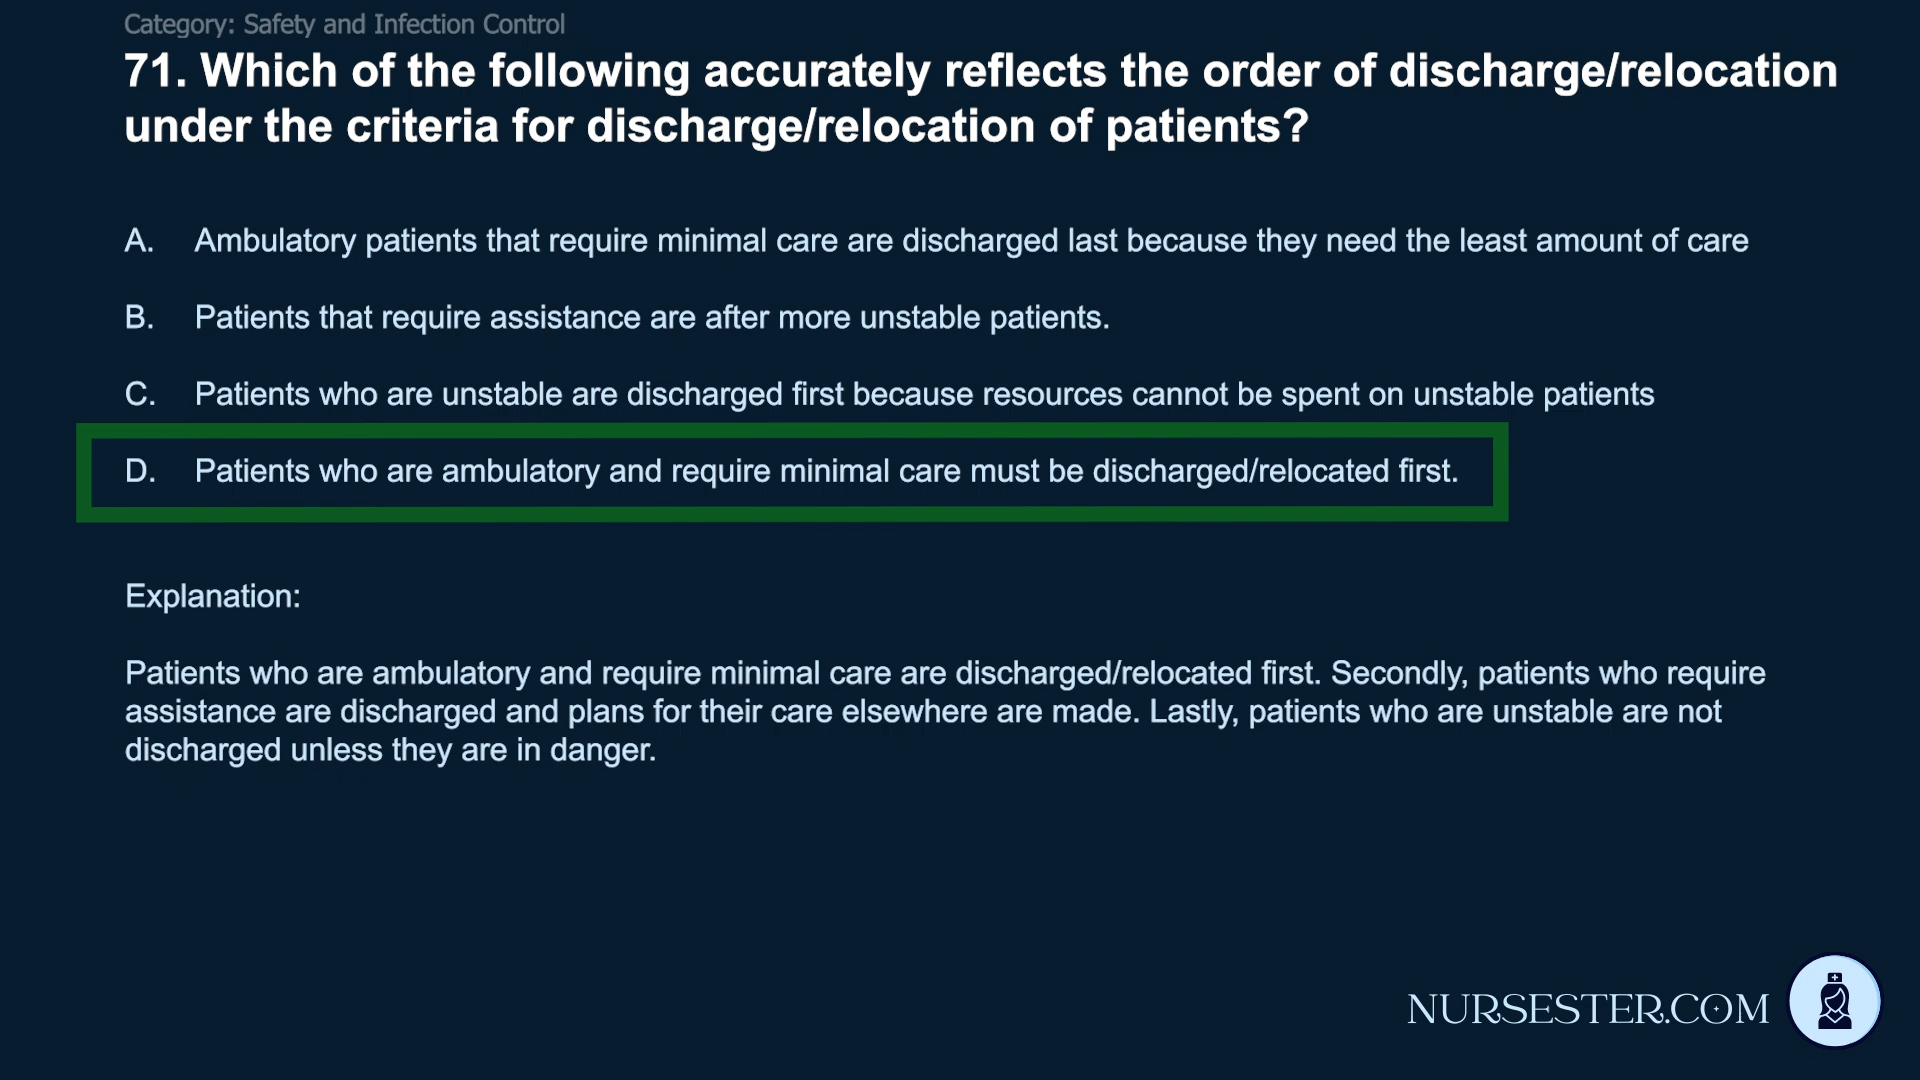 Category: Safety and Infection Control
71. Which of the following accurately reflects the order of discharge/relocation
under the criteria for discharge/relocation of patients?
A. Ambulatory patients that require minimal care are discharged last because they need the least amount of care
B. Patients that require assistance are after more unstable patients.
C. Patients who are unstable are discharged first because resources cannot be spent on unstable patients
D. Patients who are ambulatory and require minimal care must be discharged/relocated first.
Explanation:
Patients who are ambulatory and require minimal care are discharged/relocated first. Secondly, patients who require
assistance are discharged and plans for their care elsewhere are made. Lastly, patients who are unstable are not
discharged unless they are in danger.
NURSESTER.COM